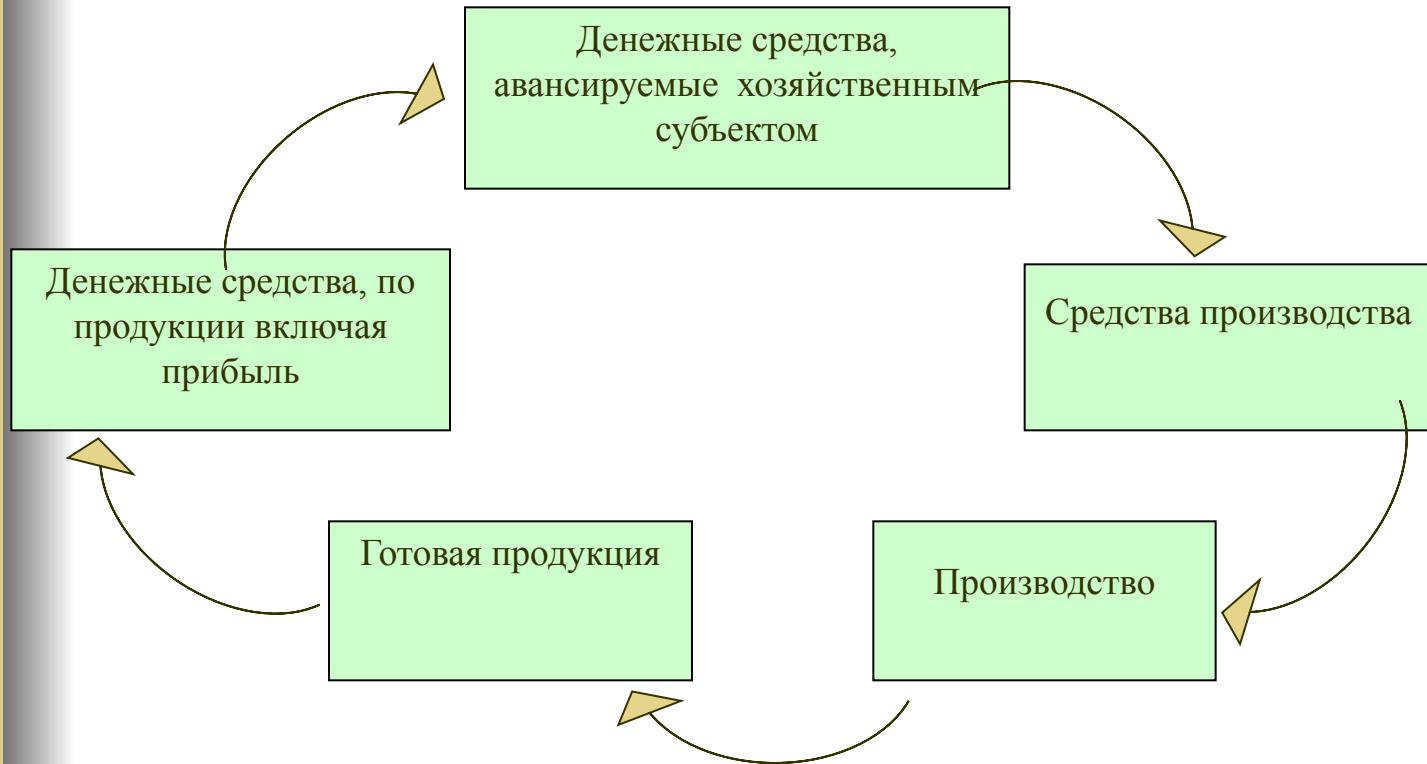 Денежные средства,
авансируемые хозяйственным
субъектом
Средства производства
Производство
Готовая продукция
Денежные средства, по
продукции включая
прибыль